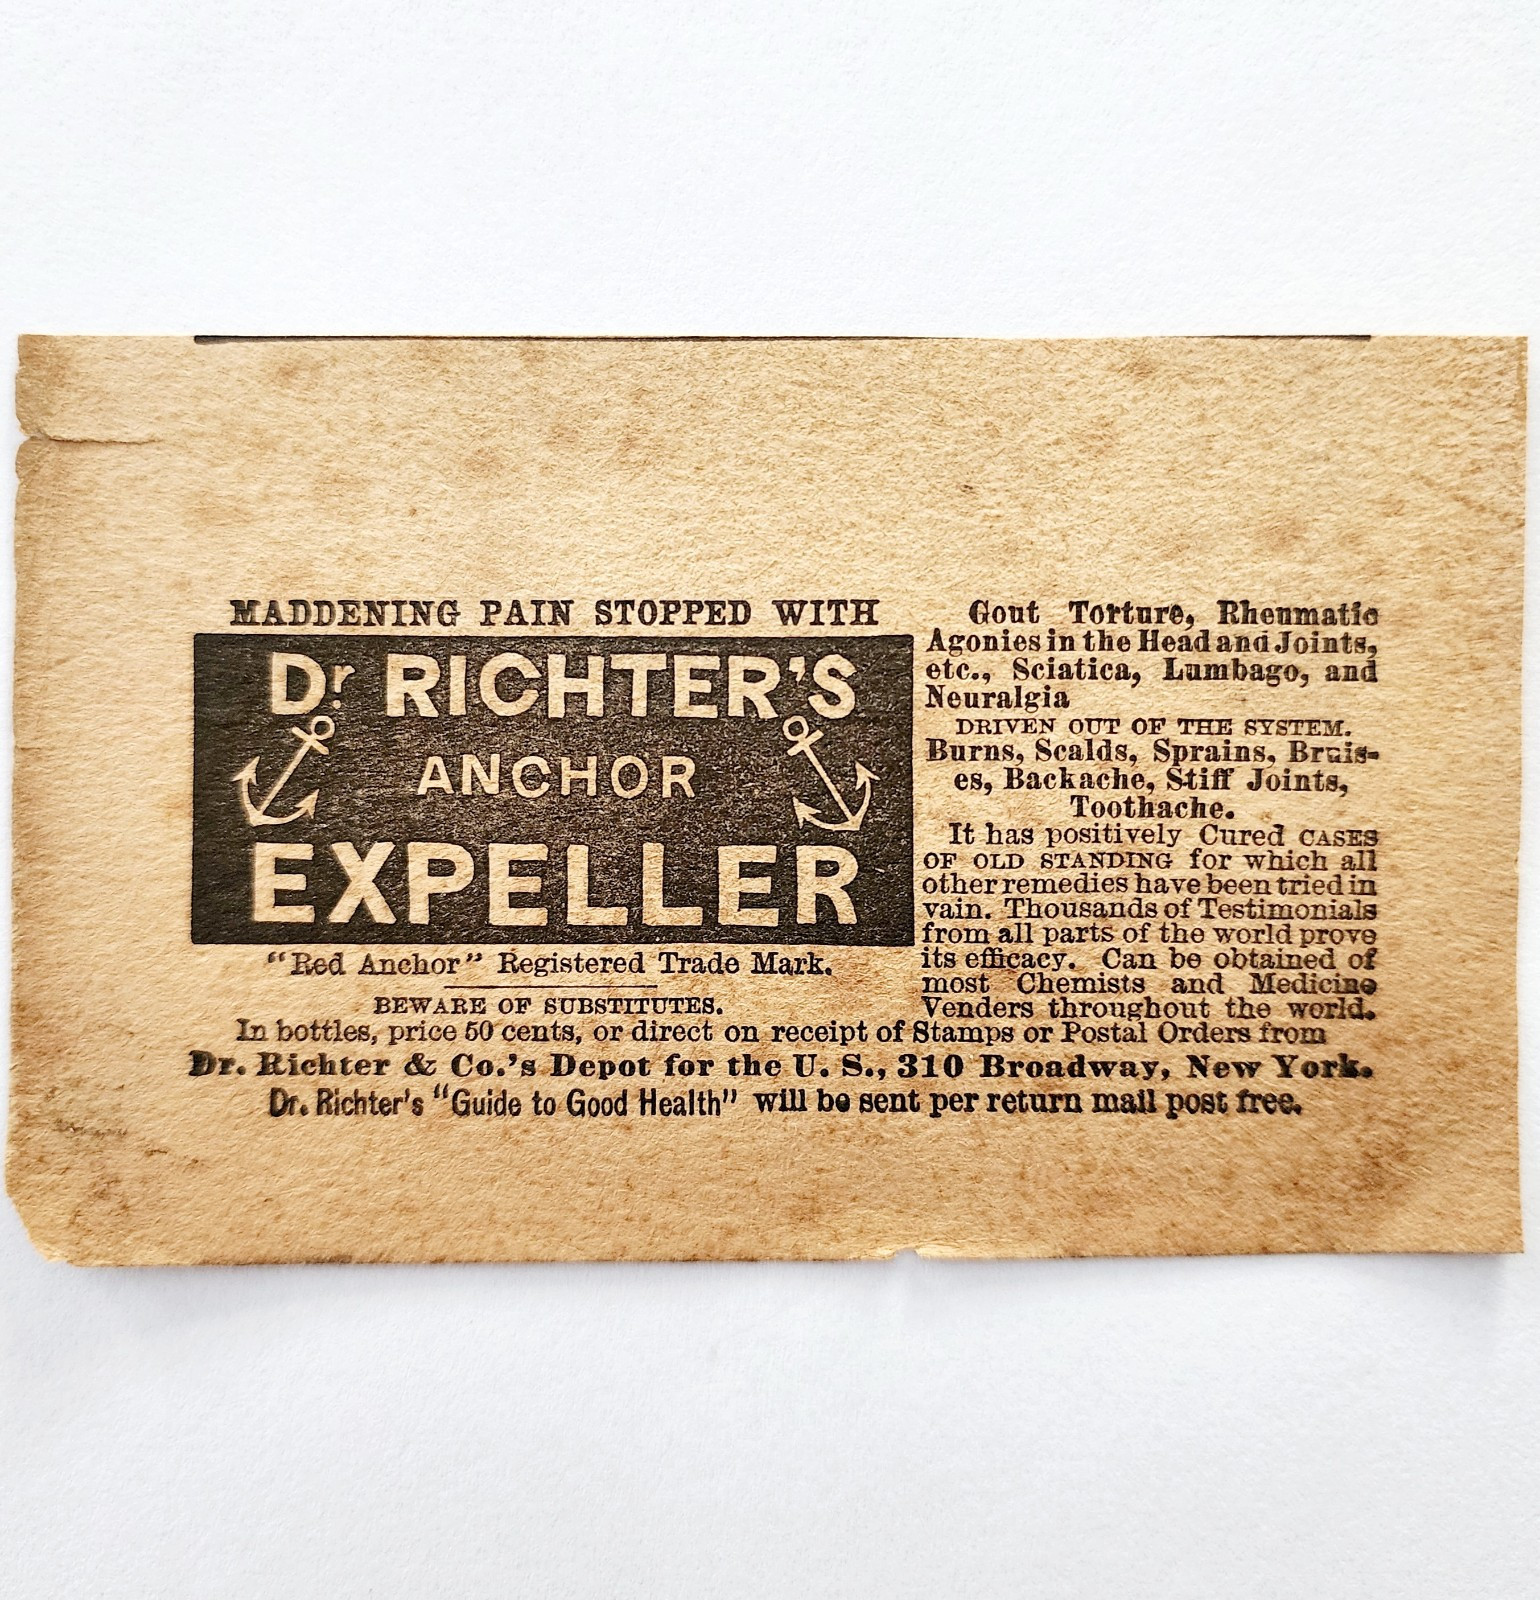 MADDENING PAIN STOPPED WITH
Dr. RICHTER'S
ANCHOR
EXPELLER
"Red Anchor" Registered Trade Mark.
BEWARE OF SUBSTITUTES.
Gout Torture, Rheumatic
Agonies in the Head and Joints,
etc., Sciatica, Lumbago, and
Neuralgia
DRIVEN OUT OF THE SYSTEM.
Burns, Scalds, Sprains, Bruis-
es, Backache, Stiff Joints,
Toothache.
It has positively Cured CASES
OF OLD STANDING for which all
other remedies have been tried in
vain. Thousands of Testimonials
from all parts of the world prove
its efficacy. Can be obtained of
most Chemists and Medicine
Venders throughout the world.
In bottles, price 50 cents, or direct on receipt of Stamps or Postal Orders from
Dr. Richter & Co.'s Depot for the U. S., 310 Broadway, New York.
Dr. Richter's "Guide to Good Health" will be sent per return mail post free.